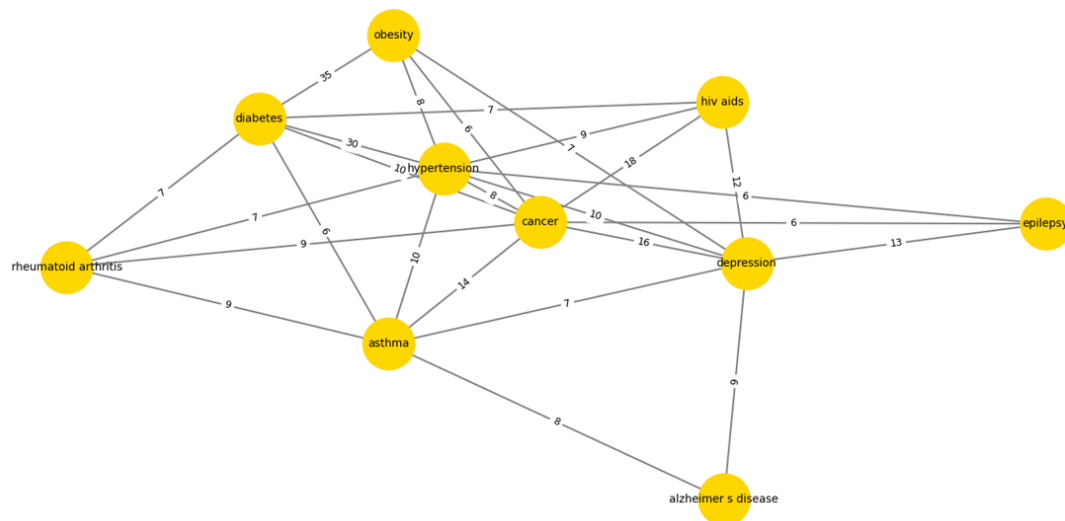 obesity
35
hiv aids
8
7
diabetes
6
9
30
7
18
10
hypertension
12
7
8
6
7
10
cancer
6
epilepsy
6
9
16
13
10
depression
rheumatoid arthritis
14
9
7
asthma
6
8
alzheimer s disease